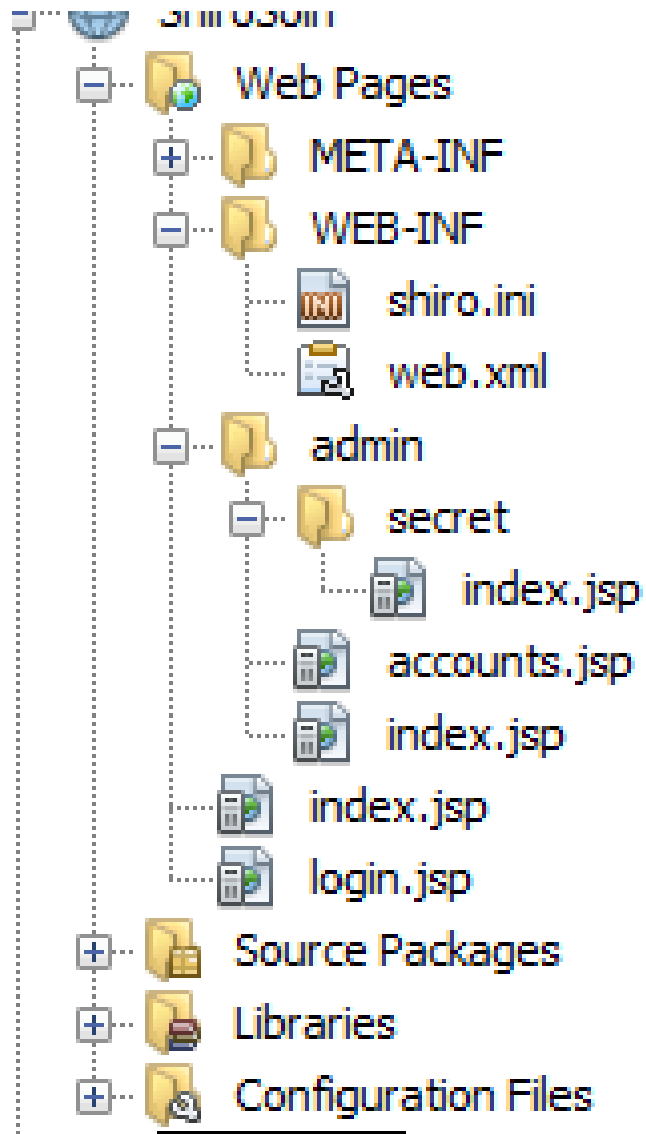 Web Pages
META-INF
WEB-INF
shiro.ini
web.xml
admin
secret
index.jsp
accounts.jsp
index.jsp
index.jsp
login.jsp
Source Packages
Libraries
Configuration Files